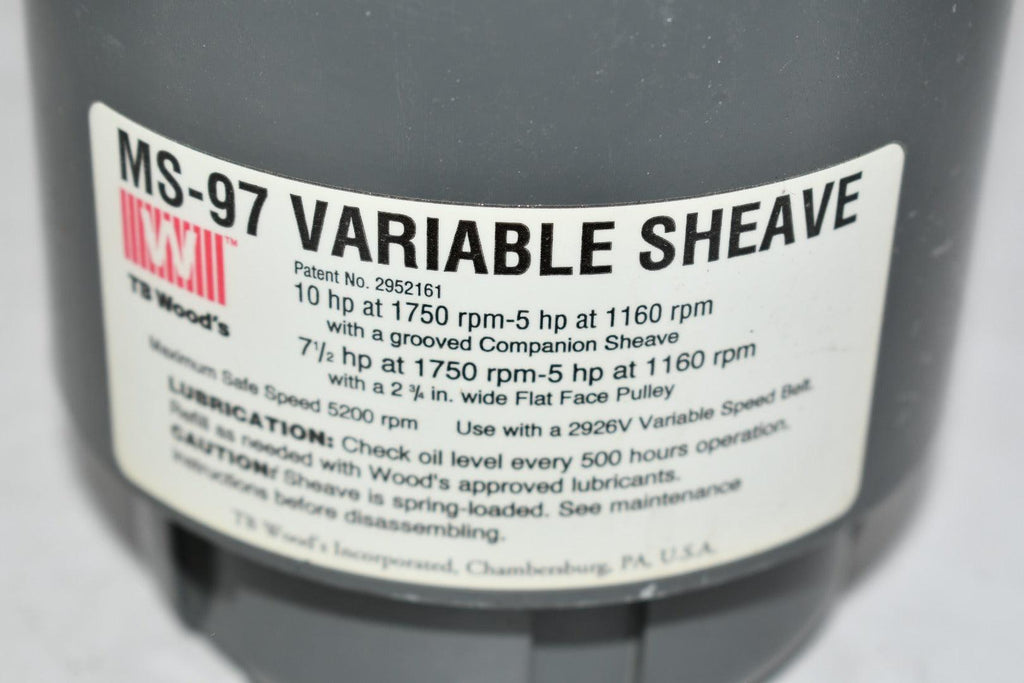 MS-97 VARIABLE SHEAVE
W™
TB Wood's
Patent No. 2952161
10 hp at 1750 rpm-5 hp at 1160 rpm
with a grooved Companion Sheave
7 1/2 hp at 1750 rpm-5 hp at 1160 rpm
with a 2 3/4 in. wide Flat Face Pulley
Maximum Safe Speed 5200 rpm Use with a 2926V Variable Speed Belt.
LUBRICATION: Check oil level every 500 hours operation.
Refill as needed with Wood's approved lubricants.
CAUTION! Sheave is spring-loaded. See maintenance
instructions before disassembling.
TB Wood's Incorporated, Chambersburg, PA, U.S.A.